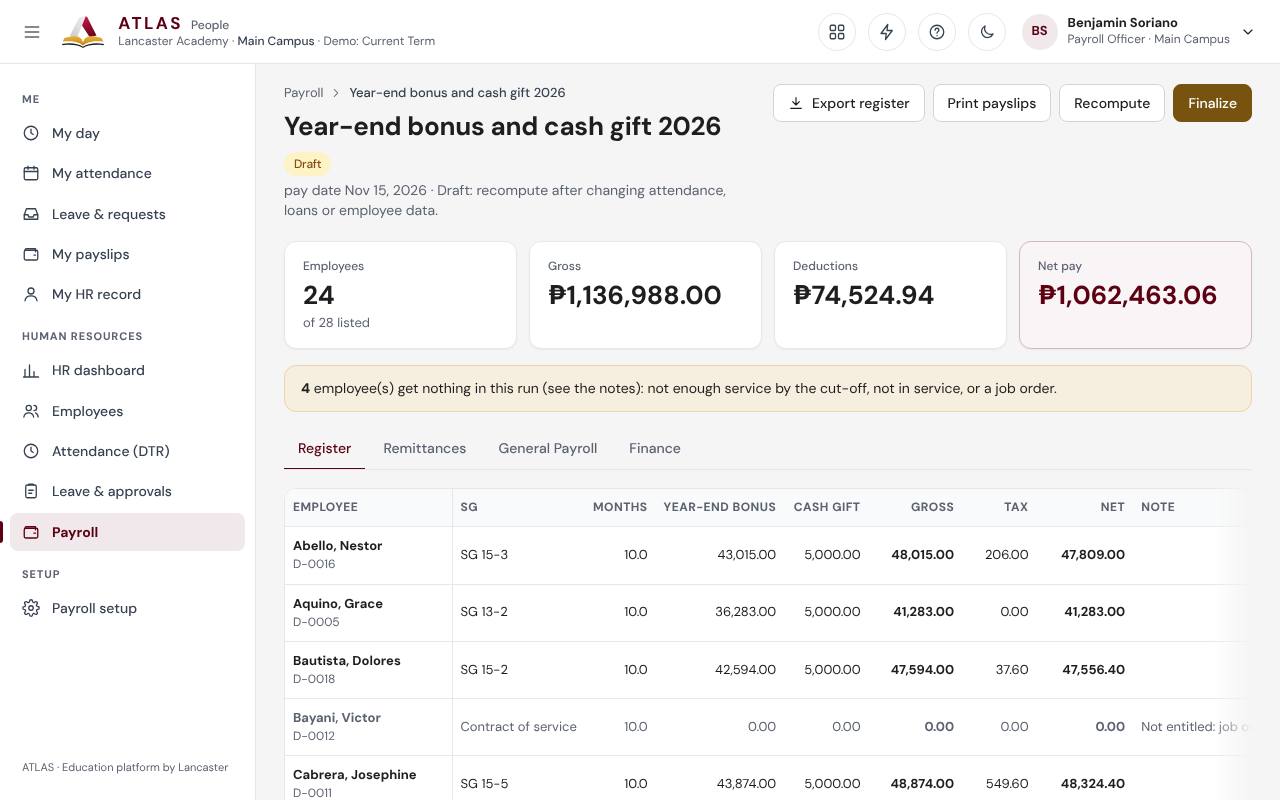 ATLAS People
Lancaster Academy · Main Campus · Demo: Current Term
BS
Benjamin Soriano
Payroll Officer · Main Campus
ME
My day
My attendance
Leave & requests
My payslips
My HR record
HUMAN RESOURCES
HR dashboard
Employees
Attendance (DTR)
Leave & approvals
Payroll
SETUP
Payroll setup
ATLAS · Education platform by Lancaster
Payroll > Year-end bonus and cash gift 2026
Export register
Print payslips
Recompute
Finalize
Year-end bonus and cash gift 2026
Draft
pay date Nov 15, 2026 · Draft: recompute after changing attendance,
loans or employee data.
Employees
24
of 28 listed
Gross
₱1,136,988.00
Deductions
₱74,524.94
Net pay
₱1,062,463.06
4 employee(s) get nothing in this run (see the notes): not enough service by the cut-off, not in service, or a job order.
Register Remittances General Payroll Finance
EMPLOYEE SG MONTHS YEAR-END BONUS CASH GIFT GROSS TAX NET NOTE
Abello, Nestor
D-0016
SG 15-3 10.0 43,015.00 5,000.00 48,015.00 206.00 47,809.00
Aquino, Grace
D-0005
SG 13-2 10.0 36,283.00 5,000.00 41,283.00 0.00 41,283.00
Bautista, Dolores
D-0018
SG 15-2 10.0 42,594.00 5,000.00 47,594.00 37.60 47,556.40
Bayani, Victor
D-0012
Contract of service 10.0 0.00 0.00 0.00 0.00 0.00 Not entitled: job
Cabrera, Josephine
D-0011
SG 15-5 10.0 43,874.00 5,000.00 48,874.00 549.60 48,324.40